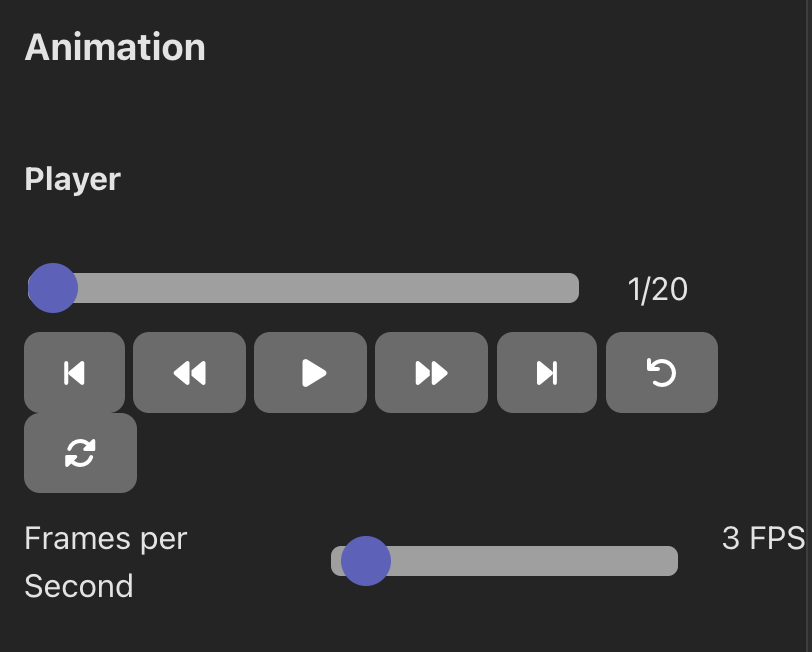 Animation
Player
1/20
Frames per
Second
3 FPS